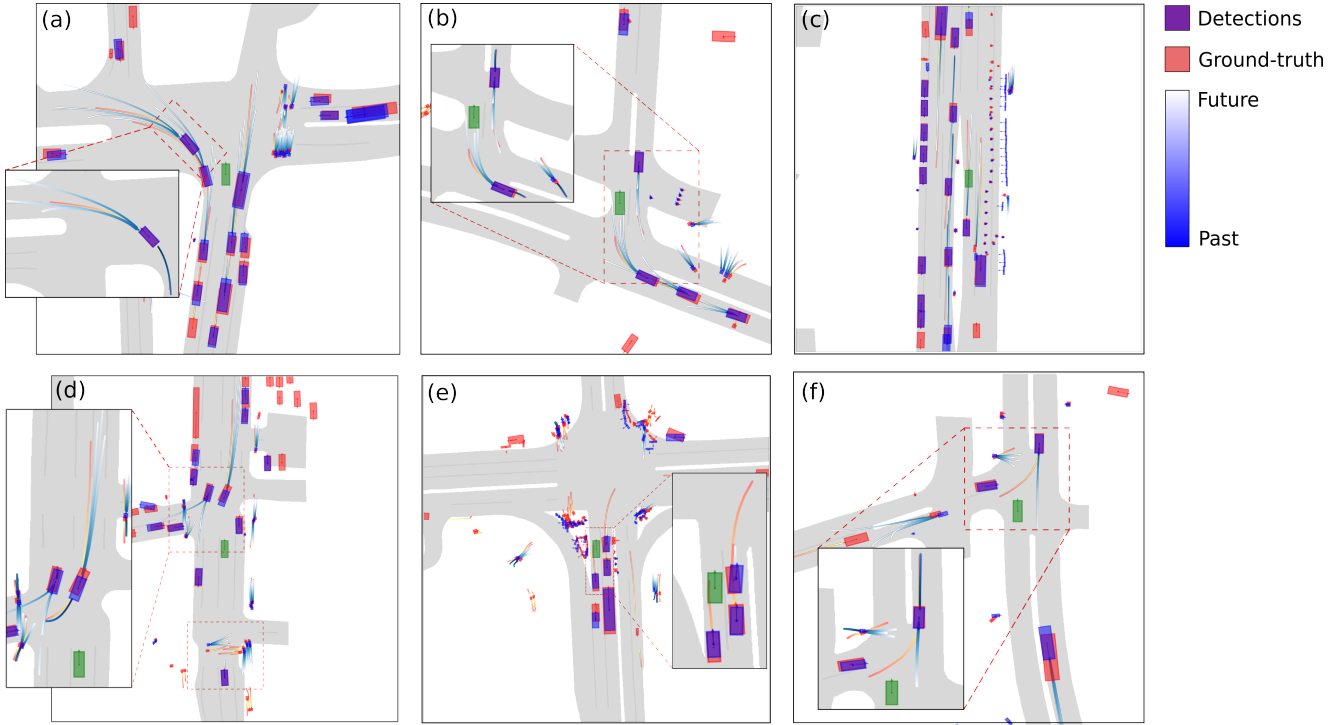 (a)
(b)
(c)
Detections
Ground-truth
Future
Past
(d)
(e)
(f)